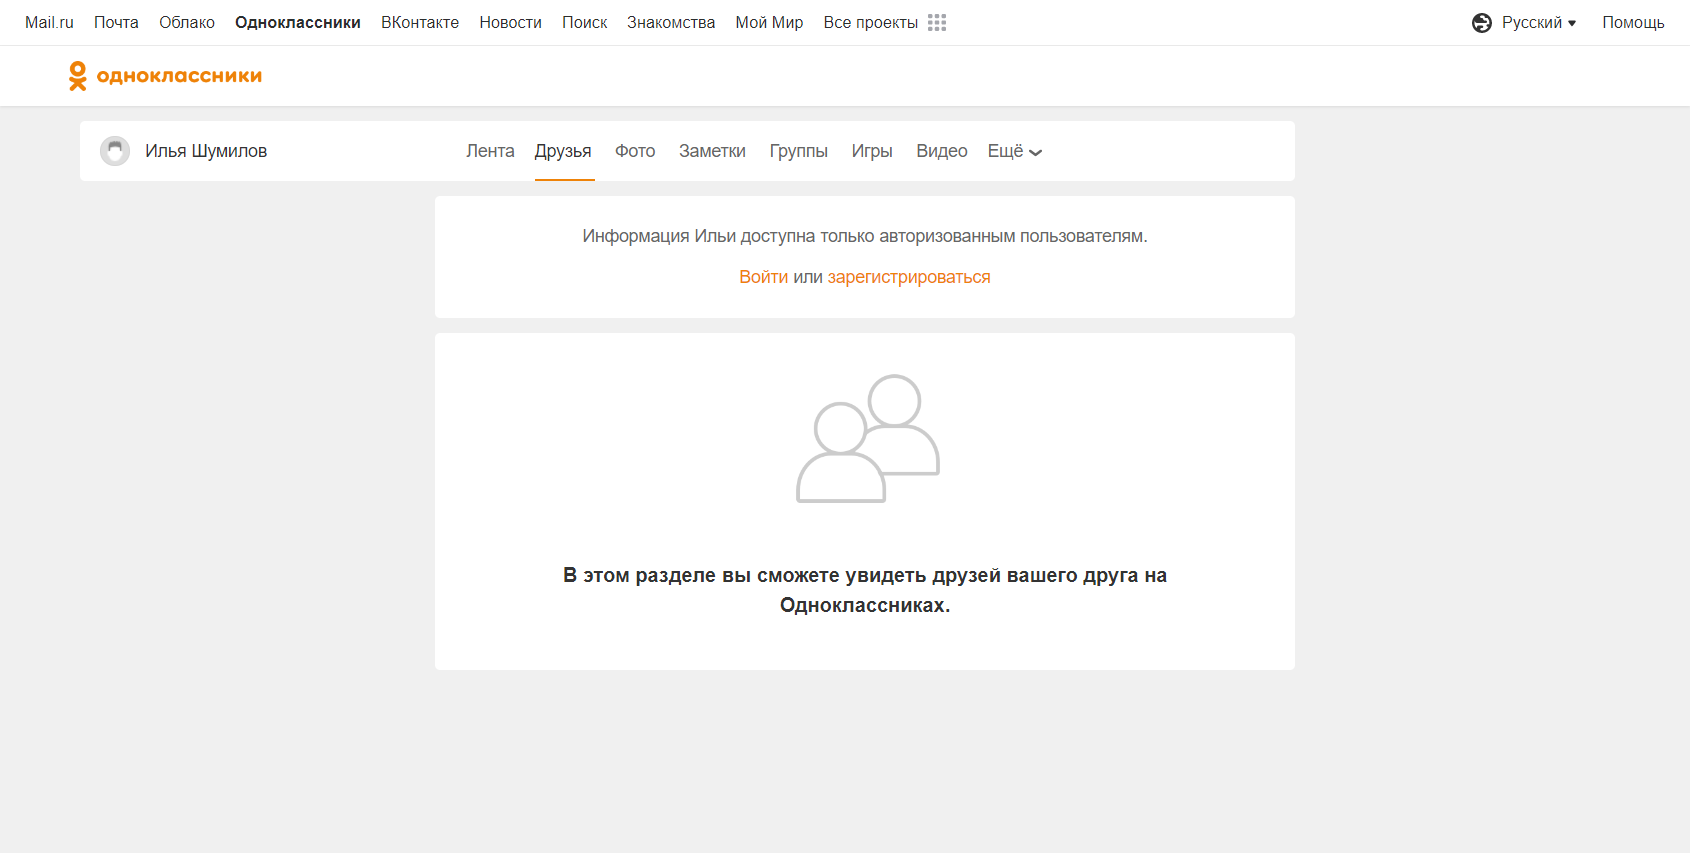 Mail.ru Почта Облако Одноклассники ВКонтакте Новости Поиск Знакомства Мой Мир Все проекты Русский Помощь
одноклассники
Илья Шумилов Лента Друзья Фото Заметки Группы Игры Видео Ещё
Информация Ильи доступна только авторизованным пользователям.
Войти или зарегистрироваться
В этом разделе вы сможете увидеть друзей вашего друга на
Одноклассниках.